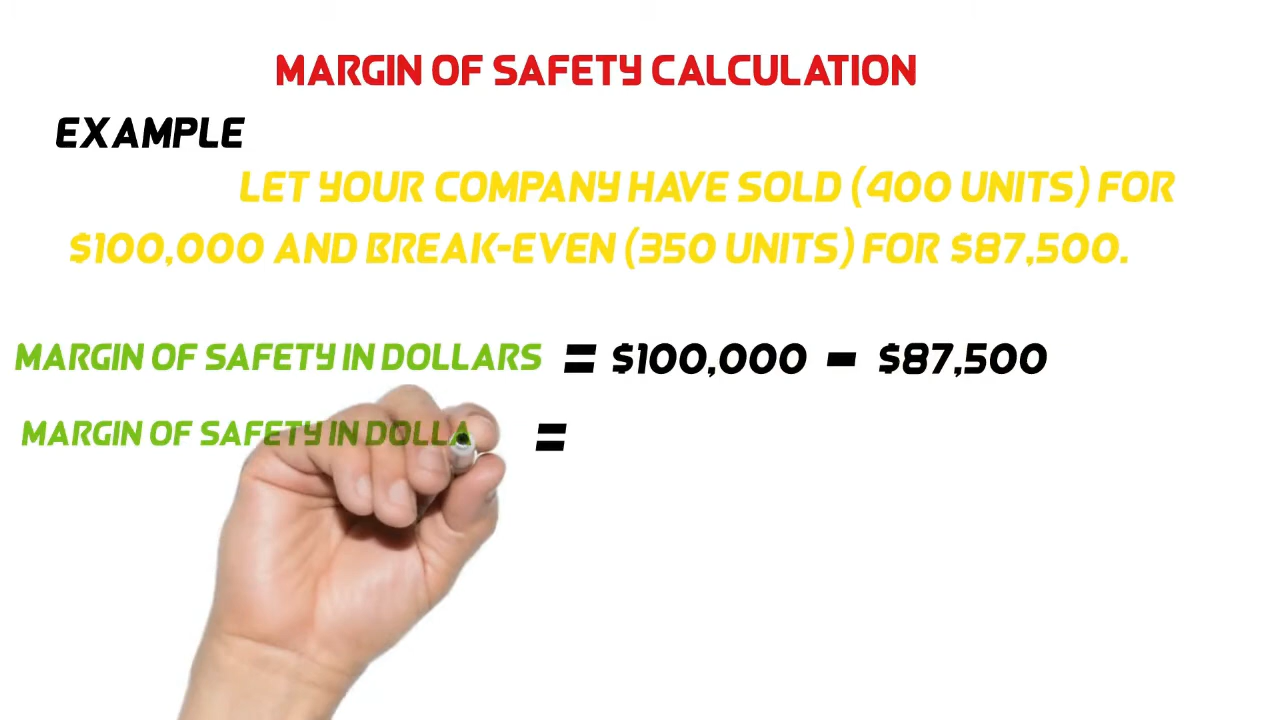 MARGIN OF SAFETY CALCULATION
EXAMPLE
LET YOUR COMPANY HAVE SOLD (400 UNITS) FOR
$100,000 AND BREAK-EVEN (350 UNITS) FOR $87,500.
MARGIN OF SAFETY IN DOLLARS = $100,000 - $87,500
MARGIN OF SAFETY IN DOLLA =